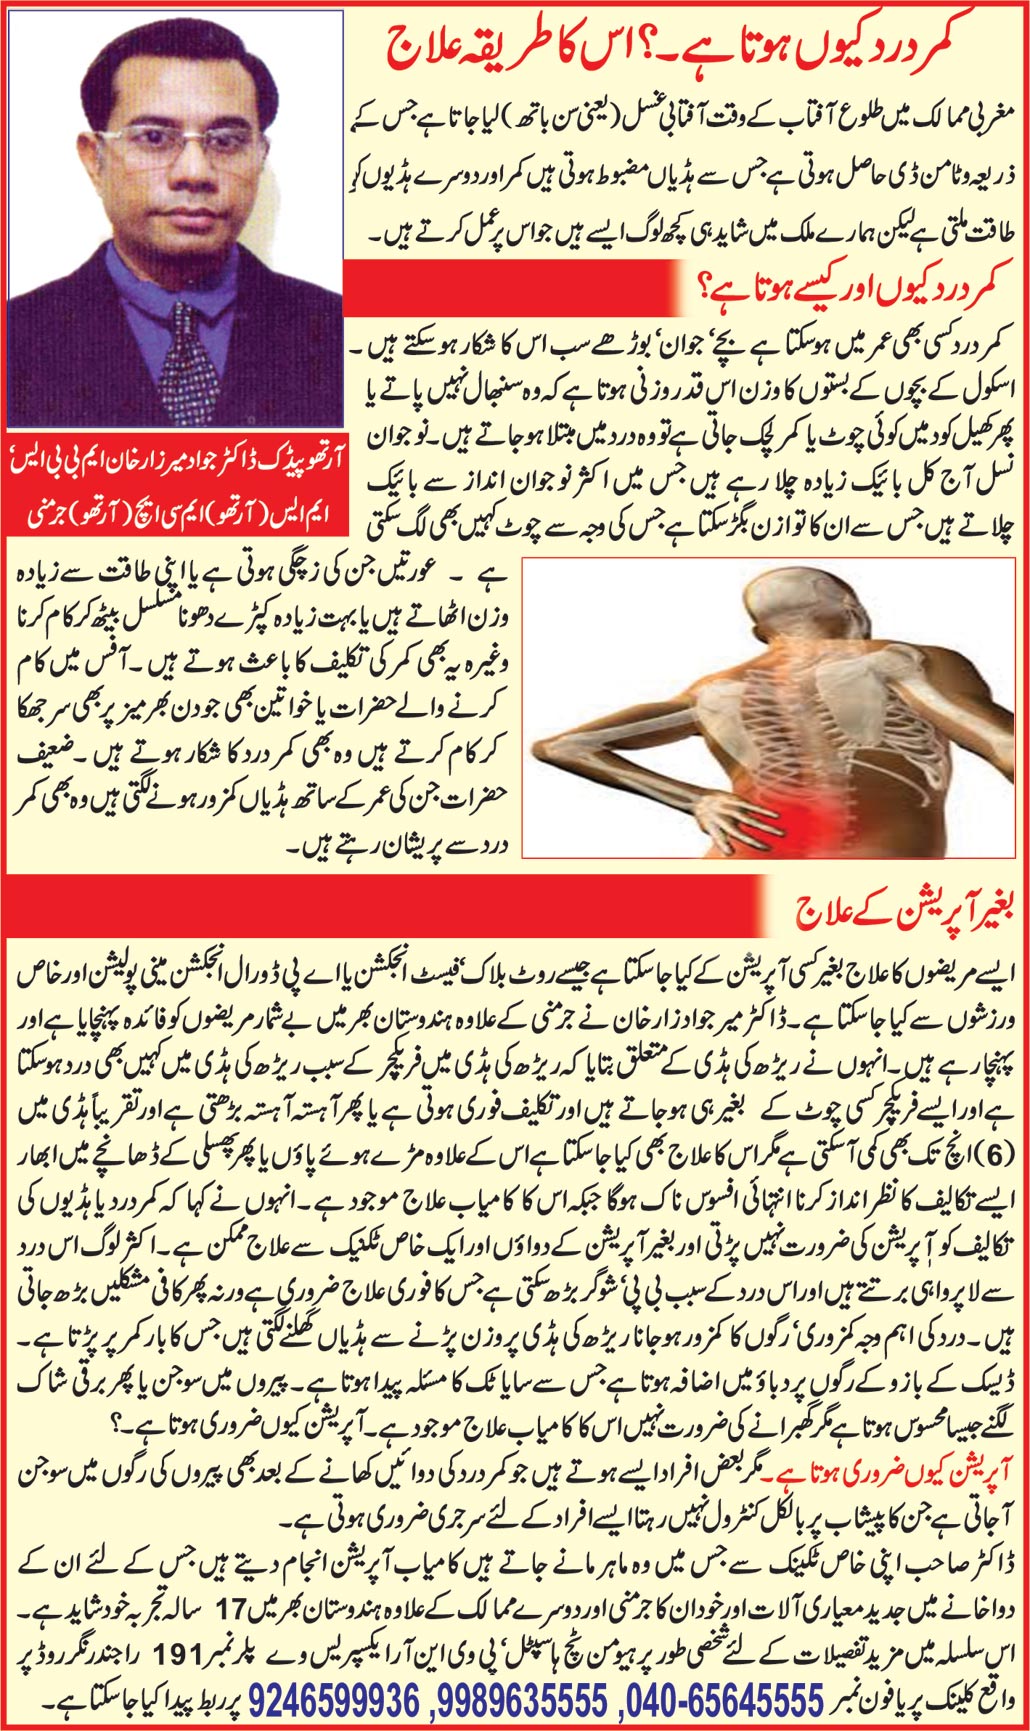 کمر درد کیوں ہوتا ہے۔؟ اس کا طریقہ علاج
مغربی ممالک میں طلوع آفتاب کے وقت آفتابی غسل (یعنی سن باتھ) لیا جاتا ہے جس کے
ذریعہ وٹامن ڈی حاصل ہوتی ہے جس سے ہڈیاں مضبوط ہوتی ہیں کمر اور دوسرے ہڈیوں کو
طاقت ملتی ہے لیکن ہمارے ملک میں شاید ہی کچھ لوگ ایسے ہیں جو اس پر عمل کرتے ہیں۔
کمر درد کیوں اور کیسے ہوتا ہے؟
کمر درد کسی بھی عمر میں ہوسکتا ہے بچے‘ جوان‘ بوڑھے سب اس کا شکار ہوسکتے ہیں۔
اسکول کے بچوں کے بستوں کا وزن اس قدر وزنی ہوتا ہے کہ وہ سنبھال نہیں پاتے یا
پھر کھیل کود میں کوئی چوٹ یا کمر لچک جاتی ہے تو وہ درد میں مبتلا ہوجاتے ہیں۔ نوجوان
نسل آج کل بائیک زیادہ چلا رہے ہیں جس میں اکثر نوجوان انداز سے بائیک
چلاتے ہیں جس سے ان کا توازن بگڑ سکتا ہے جس کی وجہ سے چوٹ کہیں بھی لگ سکتی
آرتھوپیڈک ڈاکٹر جواد میر زار خان ایم بی بی ایس‘
ایم ایس (آرتھو) ایم سی ایچ (آرتھو) جرمنی
ہے ۔ عورتیں جن کی زچگی ہوتی ہے یا اپنی طاقت سے زیادہ
وزن اٹھاتے ہیں یا بہت زیادہ کپڑے دھونا مسلسل بیٹھ کر کام کرنا
وغیرہ یہ بھی کمر کی تکلیف کا باعث ہوتے ہیں۔ آفس میں کام
کرنے والے حضرات یا خواتین بھی جو دن بھر میز پر بھی سر جھکا
کر کام کرتے ہیں وہ بھی کمر درد کا شکار ہوتے ہیں۔ ضعیف
حضرات جن کی عمر کے ساتھ ہڈیاں کمزور ہونے لگتی ہیں وہ بھی کمر
درد سے پریشان رہتے ہیں۔
بغیر آپریشن کے علاج
ایسے مریضوں کا علاج بغیر کسی آپریشن کے کیا جاسکتا ہے جیسے روٹ بلاک‘ فیسٹ انجکشن یا اے پی ڈورال انجکشن مینی پولیشن اور خاص
ورزشوں سے کیا جاسکتا ہے۔ ڈاکٹر میر جواد زار خان نے جرمنی کے علاوہ ہندوستان بھر میں بے شمار مریضوں کو فائدہ پہنچایا ہے اور
پہنچا رہے ہیں۔ انہوں نے ریڑھ کی ہڈی کے متعلق بتایا کہ ریڑھ کی ہڈی میں فریکچر کے سبب ریڑھ کی ہڈی میں کہیں بھی درد ہوسکتا
ہے اور ایسے فریکچر کسی چوٹ کے بغیر ہی ہوجاتے ہیں اور تکلیف فوری ہوتی ہے یا پھر آہستہ آہستہ بڑھتی ہے اور تقریباً ہڈی میں
(6) انچ تک بھی کمی آسکتی ہے مگر اس کا علاج بھی کیا جاسکتا ہے اس کے علاوہ مڑے ہوئے پاؤں یا پھر پھسلی کے ڈھانچے میں ابھار
ایسے تکالیف کا نظر انداز کرنا انتہائی افسوس ناک ہوگا جبکہ اس کا کامیاب علاج موجود ہے۔ انہوں نے کہا کہ کمر درد یا ہڈیوں کی
تکالیف کو آپریشن کی ضرورت نہیں پڑتی اور بغیر آپریشن کے دواؤں اور ایک خاص ٹکنیک سے علاج ممکن ہے۔ اکثر لوگ اس درد
سے لا پرواہی برتتے ہیں اور اس درد کے سبب بی پی‘ شوگر بڑھ سکتی ہے جس کا فوری علاج ضروری ہے ورنہ پھر کافی مشکلیں بڑھ جاتی
ہیں۔ درد کی اہم وجہ کمزوری‘ رگوں کا کمزور ہوجانا ریڑھ کی ہڈی پر وزن پڑنے سے ہڈیاں گھلنے لگتی ہیں جس کا بار کمر پر پڑتا ہے۔
ڈیسک کے بازو کے رگوں پر دباؤ میں اضافہ ہوتا ہے جس سے سایاٹک کا مسئلہ پیدا ہوتا ہے۔ پیروں میں سوجن یا پھر برقی شاک
لگنے جیسا محسوس ہوتا ہے مگر گھبرانے کی ضرورت نہیں اس کا کامیاب علاج موجود ہے۔ آپریشن کیوں ضروری ہوتا ہے۔؟
آپریشن کیوں ضروری ہوتا ہے۔ مگر بعض افراد ایسے ہوتے ہیں جو کمر درد کی دوائیں کھانے کے بعد بھی پیروں کی رگوں میں سوجن
آجاتی ہے جن کا پیشاب پر بالکل کنٹرول نہیں رہتا ایسے افراد کے لئے سرجری ضروری ہوتی ہے۔
ڈاکٹر صاحب اپنی خاص ٹکینک سے جس میں وہ ماہر مانے جاتے ہیں کامیاب آپریشن انجام دیتے ہیں جس کے لئے ان کے
دواخانے میں جدید معیاری آلات اور خود ان کا جرمنی اور دوسرے ممالک کے علاوہ ہندوستان بھر میں 17 سالہ تجربہ خود شاہد ہے۔
اس سلسلہ میں مزید تفصیلات کے لئے شخصی طور پر ہیومن ٹچ ہاسپٹل‘ پی وی این آر ایکسپریس وے پلر نمبر 191 راجندر نگر روڈ پر
واقع کلینک پر یا فون نمبر 040-65645555, 9989635555, 9246599936 پر ربط پیدا کیا جاسکتا ہے۔